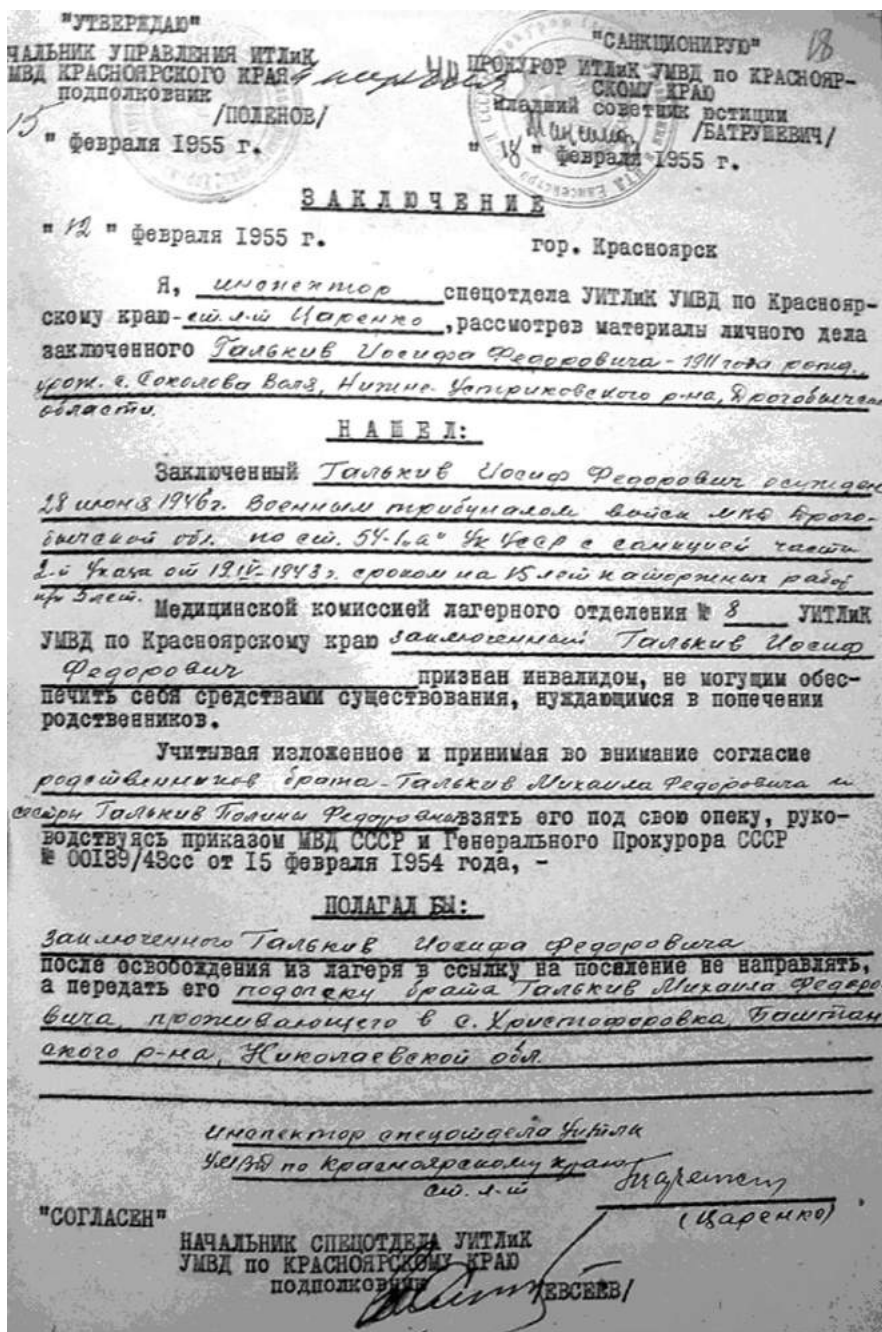 "УТВЕРЖДАЮ"
ЧАЛЬНИК УПРАВЛЕНИЯ ИТЛиК
МВД КРАСНОЯРСКОГО КРАЯ
ПОДПОЛКОВНИК
/ПОЛЕНОВ/
15
" февраля 1955 г.
18
"САНКЦИОНИРУЮ"
ПРОКУРОР ИТЛиК УМВД по КРАСНОЯР-
СКОМУ КРАЮ
младший советник юстиции
/БАТРУШЕВИЧ/
" 18 " февраля 1955 г.
ЗАКЛЮЧЕНИЕ
" 12 " февраля 1955 г. гор. Красноярск
Я, инспектор спецотдела УИТЛиК УМВД по Краснояр-
скому краю-ст. л-т Царенко, рассмотрев материалы личного дела
заключенного Талькив Иосифа Федоровича - 1911 года рожд.,
урож. с. Соколова Воля, Нижне-Устриковского р-на, Дрогобычской
области.
НАШЕЛ:
Заключенный Талькив Иосиф Федорович осужден
28 июня 1946г. Военным трибуналом войск МВД Дрого-
бычской обл. по ст. 54-1"а" УК УССР с санкцией части
2-й Указа от 19.IV-1943г. сроком на 15 лет каторжных работ
п/п 5 лет.
Медицинской комиссией лагерного отделения № 8 УИТЛиК
УМВД по Красноярскому краю заключенный Талькив Иосиф
Федорович признан инвалидом, не могущим обес-
печить себя средствами существования, нуждающимся в попечении
родственников.
Учитывая изложенное и принимая во внимание согласие
родственников брата - Талькив Михаила Федоровича и
сестры Талькив Полины Федоровны взять его под свою опеку, руко-
водствуясь приказом МВД СССР и Генерального Прокурора СССР
№ 00139/43сс от 15 февраля 1954 года, -
ПОЛАГАЛ БЫ:
Заключенного Талькив Иосифа Федоровича
после освобождения из лагеря в ссылку на поселение не направлять,
а передать его под опеку брата Талькив Михаила Федоро
вича, проживающего в с. Христофоровка, Баштан
ского р-на, Николаевской обл.
Инспектор спецотдела УИТЛиК
УМВД по Красноярскому краю
ст. л-т
(Царенко)
"СОГЛАСЕН"
НАЧАЛЬНИК СПЕЦОТДЕЛА УИТЛиК
УМВД по КРАСНОЯРСКОМУ КРАЮ
ПОДПОЛКОВНИК
/ЕВСЕЕВ/